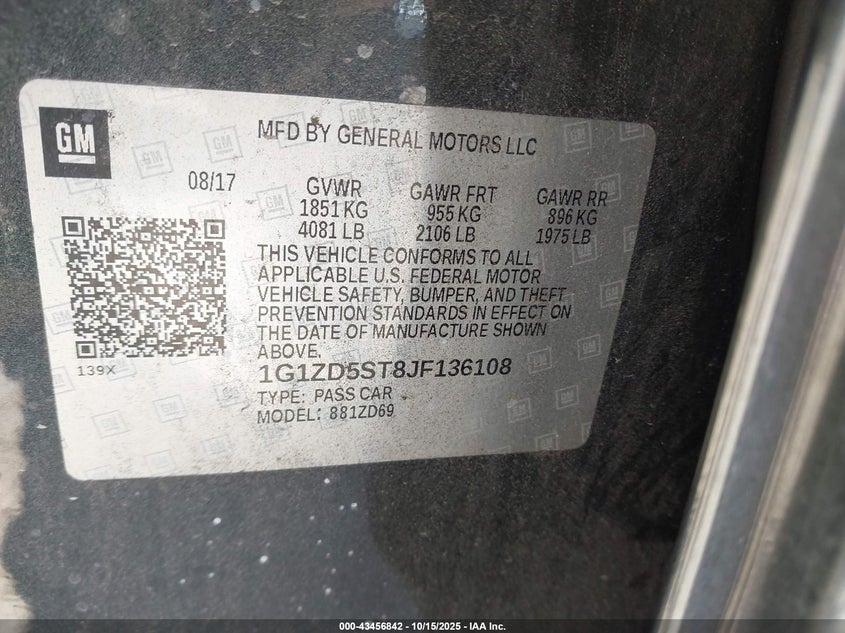 GM
MFD BY GENERAL MOTORS LLC
08/17
GVWR GAWR FRT GAWR RR
1851 KG 955 KG 896 KG
4081 LB 2106 LB 1975 LB
THIS VEHICLE CONFORMS TO ALL
APPLICABLE U.S. FEDERAL MOTOR
VEHICLE SAFETY, BUMPER, AND THEFT
PREVENTION STANDARDS IN EFFECT ON
THE DATE OF MANUFACTURE SHOWN
ABOVE.
139X
1G1ZD5ST8JF136108
TYPE: PASS CAR
MODEL: 881ZD69
000-43456842 - 10/15/2025 - IAA Inc.